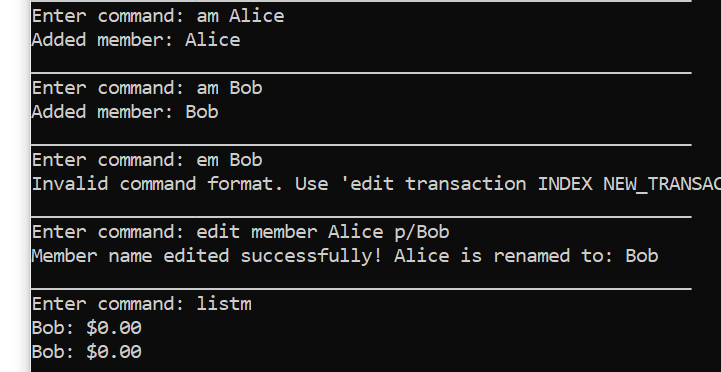 Enter command: am Alice
Added member: Alice
Enter command: am Bob
Added member: Bob
Enter command: em Bob
Invalid command format. Use 'edit transaction INDEX NEW_TRANSAC
Enter command: edit member Alice p/Bob
Member name edited successfully! Alice is renamed to: Bob
Enter command: listm
Bob: $0.00
Bob: $0.00